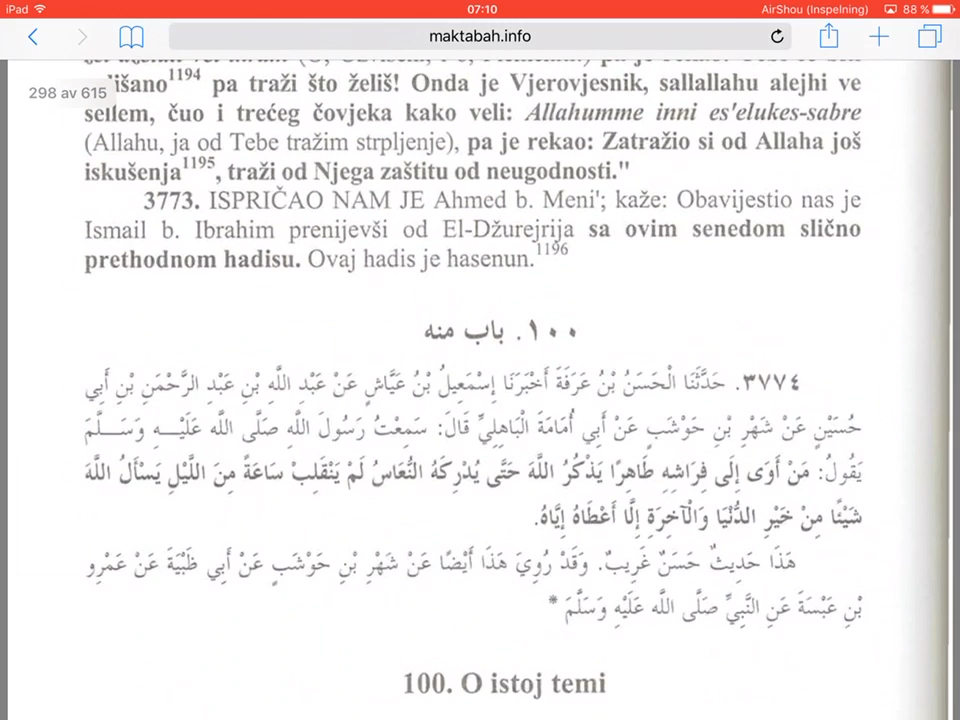 iPad 07:10 AirShou (Inspelning) 88 %
maktabah.info
298 av 615
lišano1194 pa traži što želiš! Onda je Vjerovjesnik, sallallahu alejhi ve
sellem, čuo i trećeg čovjeka kako veli: Allahumme inni es'elukes-sabre
(Allahu, ja od Tebe tražim strpljenje), pa je rekao: Zatražio si od Allaha još
iskušenja1195, traži od Njega zaštitu od neugodnosti."
3773. ISPRIČAO NAM JE Ahmed b. Meni'; kaže: Obavijestio nas je
Ismail b. Ibrahim prenijevši od El-Džurejrija sa ovim senedom slično
prethodnom hadisu. Ovaj hadis je hasenun.1196
١٠٠. باب منه
٣٧٧٤. حَدَّثَنَا الْحَسَنُ بْنُ عَرَفَةَ أَخْبَرَنَا إِسْمَعِيلُ بْنُ عَيَّاشٍ عَنْ عَبْدِ اللَّهِ بْنِ عَبْدِ الرَّحْمَنِ بْنِ أَبِي
حُسَيْنٍ عَنْ شَهْرِ بْنِ حَوْشَبٍ عَنْ أَبِي أُمَامَةَ الْبَاهِلِيِّ قَالَ: سَمِعْتُ رَسُولَ اللَّهِ صَلَّى اللَّه عَلَيْهِ وَسَلَّمَ
يَقُولُ: مَنْ أَوَى إِلَى فِرَاشِهِ طَاهِرًا يَذْكُرُ اللَّهَ حَتَّى يُدْرِكَهُ النُّعَاسُ لَمْ يَنْقَلِبْ سَاعَةً مِنَ اللَّيْلِ يَسْأَلُ اللَّهَ
شَيْئًا مِنْ خَيْرِ الدُّنْيَا وَالْآخِرَةِ إِلَّا أَعْطَاهُ إِيَّاهُ.
هَذَا حَدِيثٌ حَسَنٌ غَرِيبٌ. وَقَدْ رُوِيَ هَذَا أَيْضًا عَنْ شَهْرِ بْنِ حَوْشَبٍ عَنْ أَبِي ظَبْيَةَ عَنْ عَمْرِو
بْنِ عَبْسَةَ عَنِ النَّبِيِّ صَلَّى اللَّه عَلَيْهِ وَسَلَّمَ *
100. O istoj temi